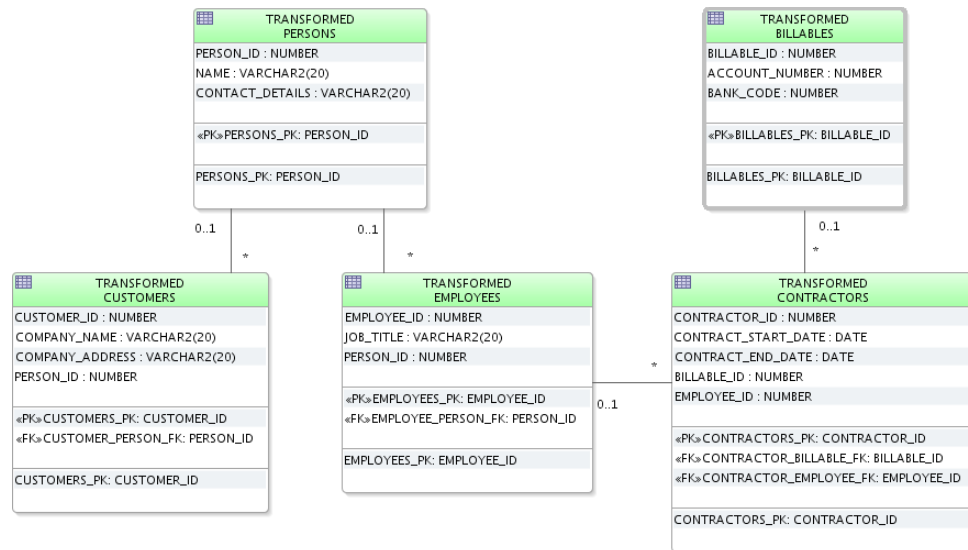 TRANSFORMED
PERSONS
PERSON_ID : NUMBER
NAME : VARCHAR2(20)
CONTACT_DETAILS : VARCHAR2(20)
«PK»PERSONS_PK: PERSON_ID
PERSONS_PK: PERSON_ID
TRANSFORMED
BILLABLES
BILLABLE_ID : NUMBER
ACCOUNT_NUMBER : NUMBER
BANK_CODE : NUMBER
«PK»BILLABLES_PK: BILLABLE_ID
BILLABLES_PK: BILLABLE_ID
0..1
*
0..1
*
0..1
*
TRANSFORMED
CUSTOMERS
CUSTOMER_ID : NUMBER
COMPANY_NAME : VARCHAR2(20)
COMPANY_ADDRESS : VARCHAR2(20)
PERSON_ID : NUMBER
«PK»CUSTOMERS_PK: CUSTOMER_ID
«FK»CUSTOMER_PERSON_FK: PERSON_ID
CUSTOMERS_PK: CUSTOMER_ID
TRANSFORMED
EMPLOYEES
EMPLOYEE_ID : NUMBER
JOB_TITLE : VARCHAR2(20)
PERSON_ID : NUMBER
«PK»EMPLOYEES_PK: EMPLOYEE_ID
«FK»EMPLOYEE_PERSON_FK: PERSON_ID
EMPLOYEES_PK: EMPLOYEE_ID
*
0..1
TRANSFORMED
CONTRACTORS
CONTRACTOR_ID : NUMBER
CONTRACT_START_DATE : DATE
CONTRACT_END_DATE : DATE
BILLABLE_ID : NUMBER
EMPLOYEE_ID : NUMBER
«PK»CONTRACTORS_PK: CONTRACTOR_ID
«FK»CONTRACTOR_BILLABLE_FK: BILLABLE_ID
«FK»CONTRACTOR_EMPLOYEE_FK: EMPLOYEE_ID
CONTRACTORS_PK: CONTRACTOR_ID